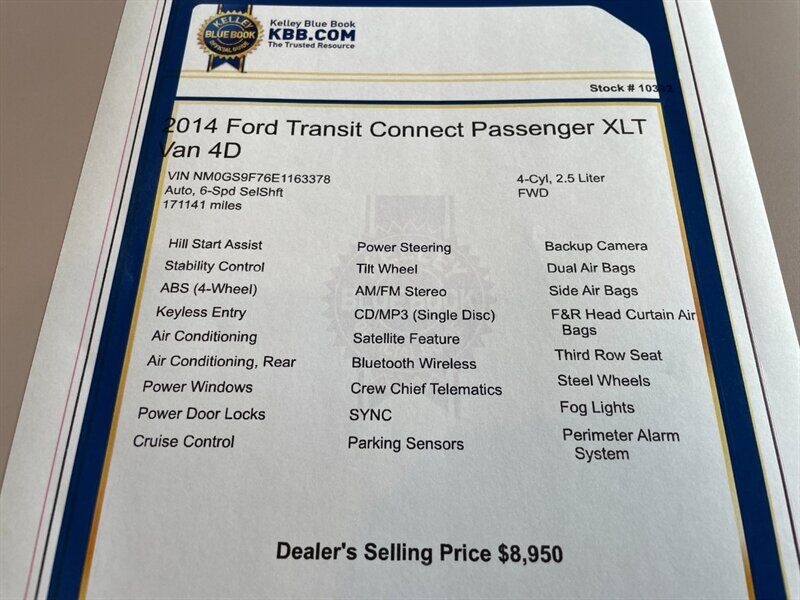 KELLEY
BLUE BOOK
OFFICIAL GUIDE
Kelley Blue Book
KBB.COM
The Trusted Resource
Stock #
2014 Ford Transit Connect Passenger XLT
Van 4D
VIN NM0GS9F76E1163378
Auto, 6-Spd SelShft
171141 miles
4-Cyl, 2.5 Liter
FWD
Hill Start Assist
Stability Control
ABS (4-Wheel)
Keyless Entry
Air Conditioning
Air Conditioning, Rear
Power Windows
Power Door Locks
Cruise Control
Power Steering
Tilt Wheel
AM/FM Stereo
CD/MP3 (Single Disc)
Satellite Feature
Bluetooth Wireless
Crew Chief Telematics
SYNC
Parking Sensors
Backup Camera
Dual Air Bags
Side Air Bags
F&R Head Curtain Air
Bags
Third Row Seat
Steel Wheels
Fog Lights
Perimeter Alarm
System
Dealer's Selling Price $8,950